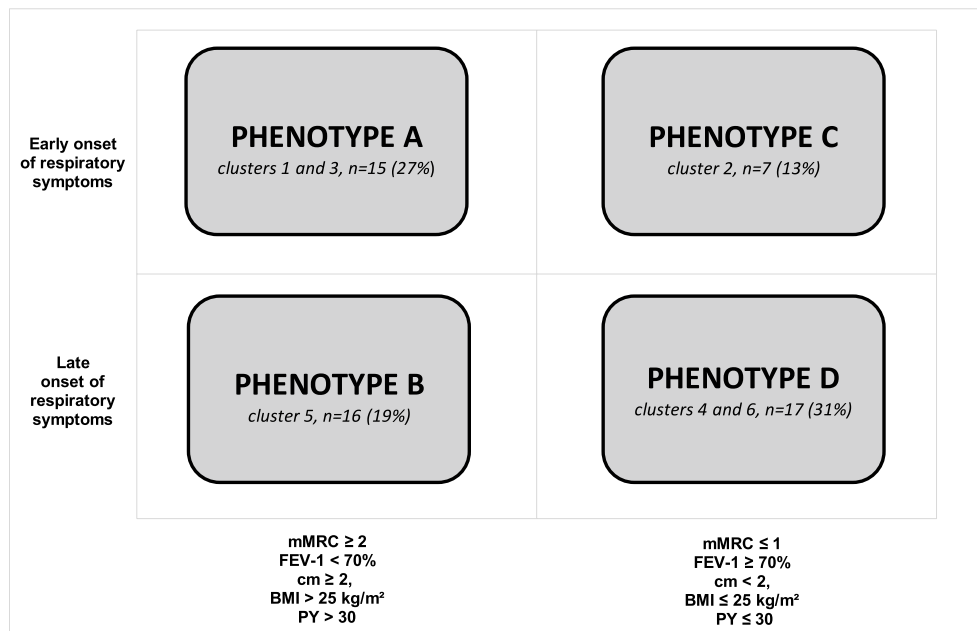 Early onset
of respiratory
symptoms
PHENOTYPE A
clusters 1 and 3, n=15 (27%)
PHENOTYPE C
cluster 2, n=7 (13%)
Late
onset of
respiratory
symptoms
PHENOTYPE B
cluster 5, n=16 (19%)
PHENOTYPE D
clusters 4 and 6, n=17 (31%)
mMRC ≥ 2
FEV-1 < 70%
cm ≥ 2,
BMI > 25 kg/m²
PY > 30
mMRC ≤ 1
FEV-1 ≥ 70%
cm < 2,
BMI ≤ 25 kg/m²
PY ≤ 30